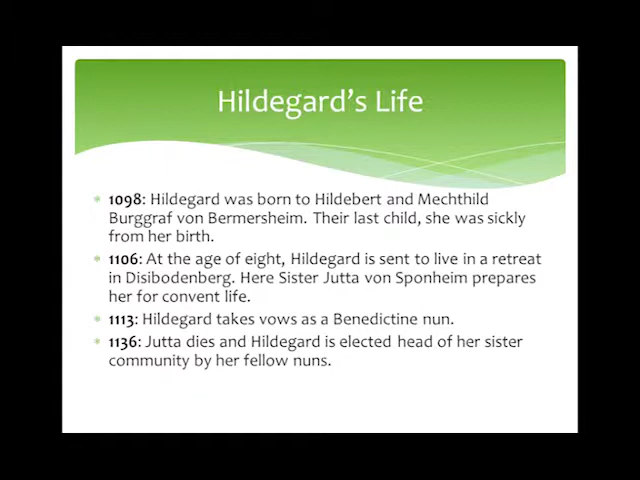 Hildegard's Life
* 1098: Hildegard was born to Hildebert and Mechthild
Burggraf von Bermersheim. Their last child, she was sickly
from her birth.
* 1106: At the age of eight, Hildegard is sent to live in a retreat
in Disibodenberg. Here Sister Jutta von Sponheim prepares
her for convent life.
* 1113: Hildegard takes vows as a Benedictine nun.
* 1136: Jutta dies and Hildegard is elected head of her sister
community by her fellow nuns.